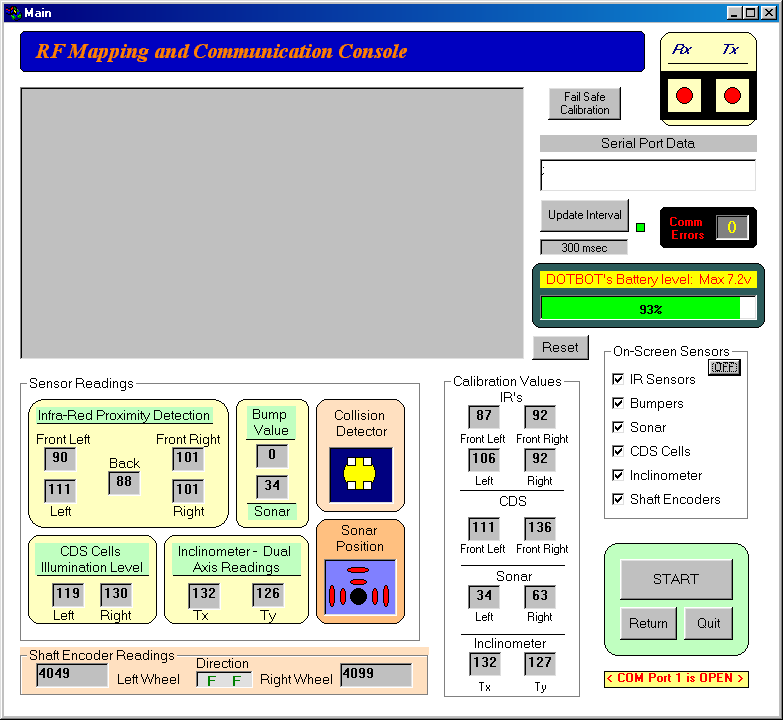 Main
RF Mapping and Communication Console
Rx Tx
Fail Safe
Calibration
Serial Port Data
;
Update Interval
300 msec
Comm
Errors
0
DOTBOT's Battery level: Max 7.2v
93%
Reset
On-Screen Sensors
OFF
IR Sensors
Bumpers
Sonar
CDS Cells
Inclinometer
Shaft Encoders
Sensor Readings
Infra-Red Proximity Detection
Front Left
90
111
Left
Back
88
Front Right
101
101
Right
Bump
Value
0
34
Sonar
Collision
Detector
CDS Cells
Illumination Level
119 130
Left Right
Inclinometer - Dual
Axis Readings
132 126
Tx Ty
Sonar
Position
Shaft Encoder Readings
4049
Left Wheel
Direction
F F
Right Wheel
4099
Calibration Values
IR's
87 92
Front Left Front Right
106 92
Left Right
CDS
111 136
Front Left Front Right
Sonar
34 63
Left Right
Inclinometer
132 127
Tx Ty
START
Return Quit
< COM Port 1 is OPEN >